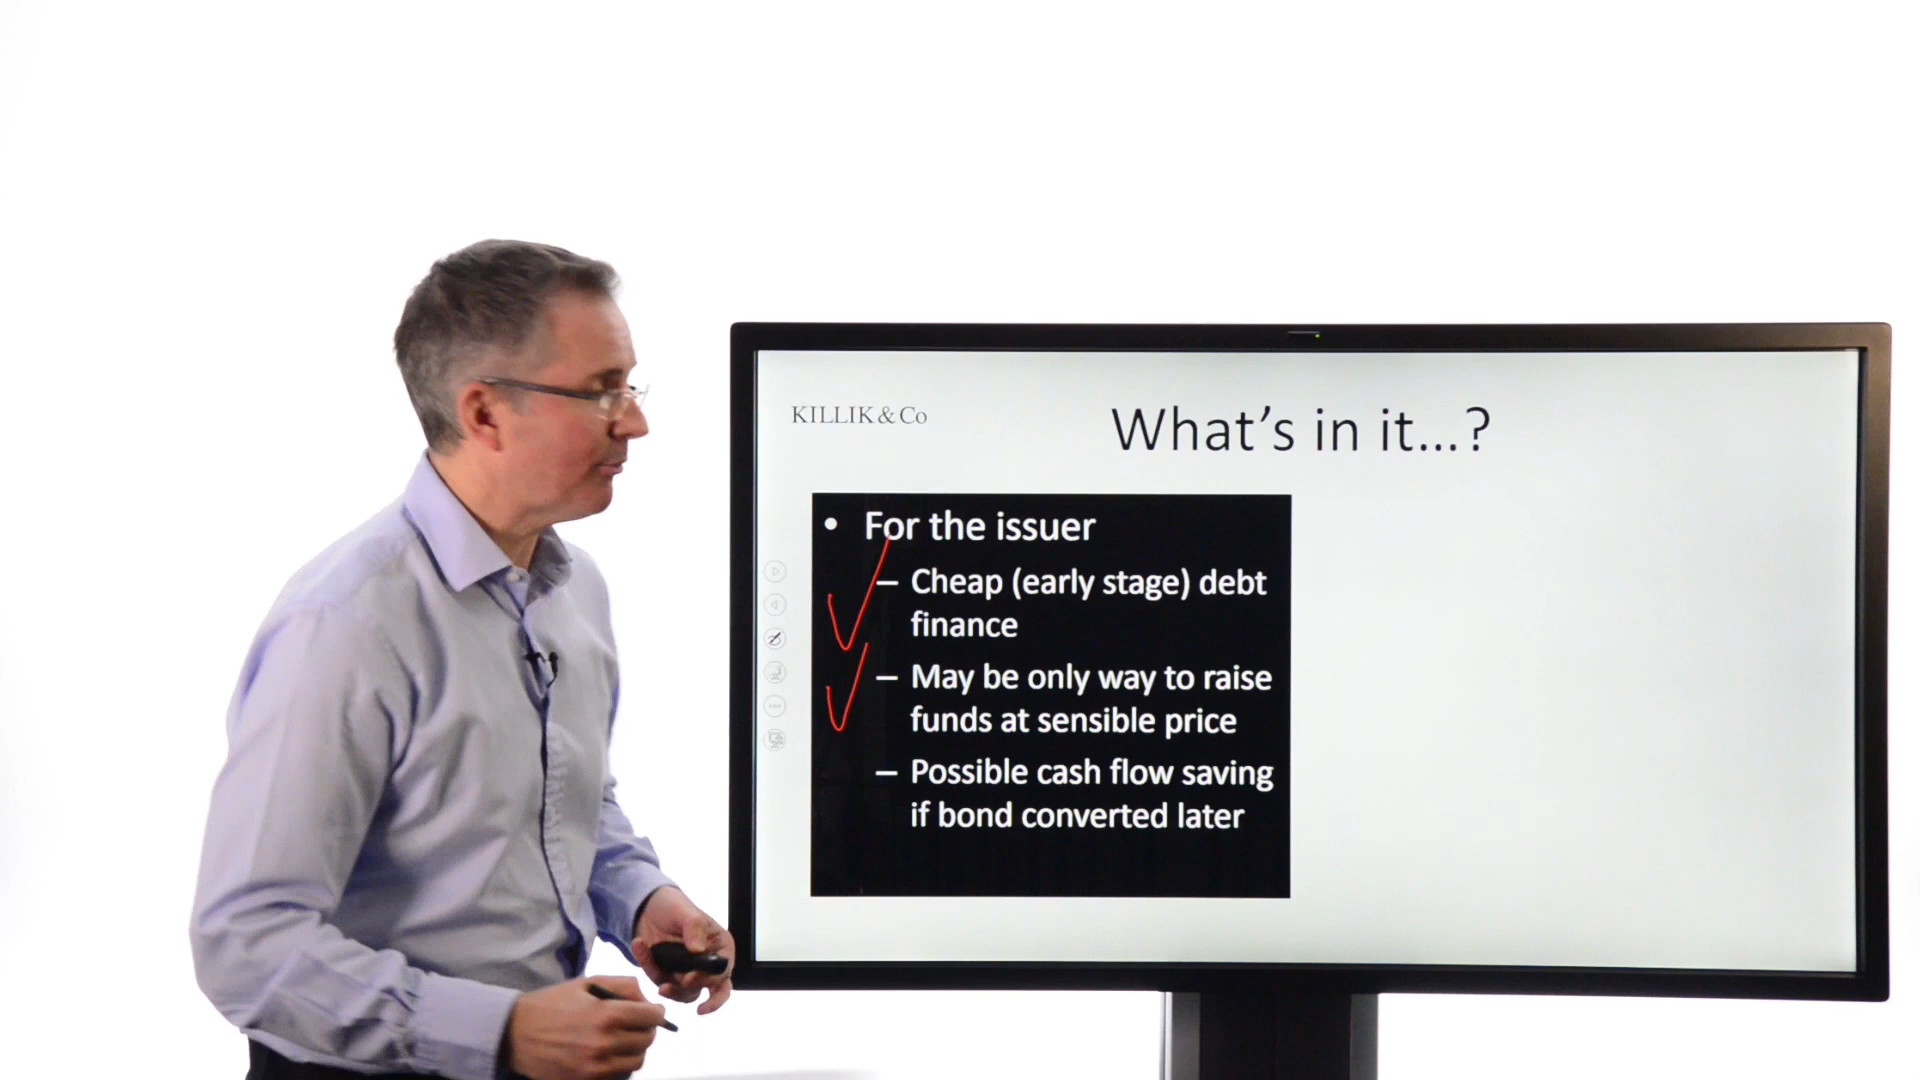 KILLIK & Co
What's in it...?
• For the issuer
– Cheap (early stage) debt
finance
– May be only way to raise
funds at sensible price
– Possible cash flow saving
if bond converted later